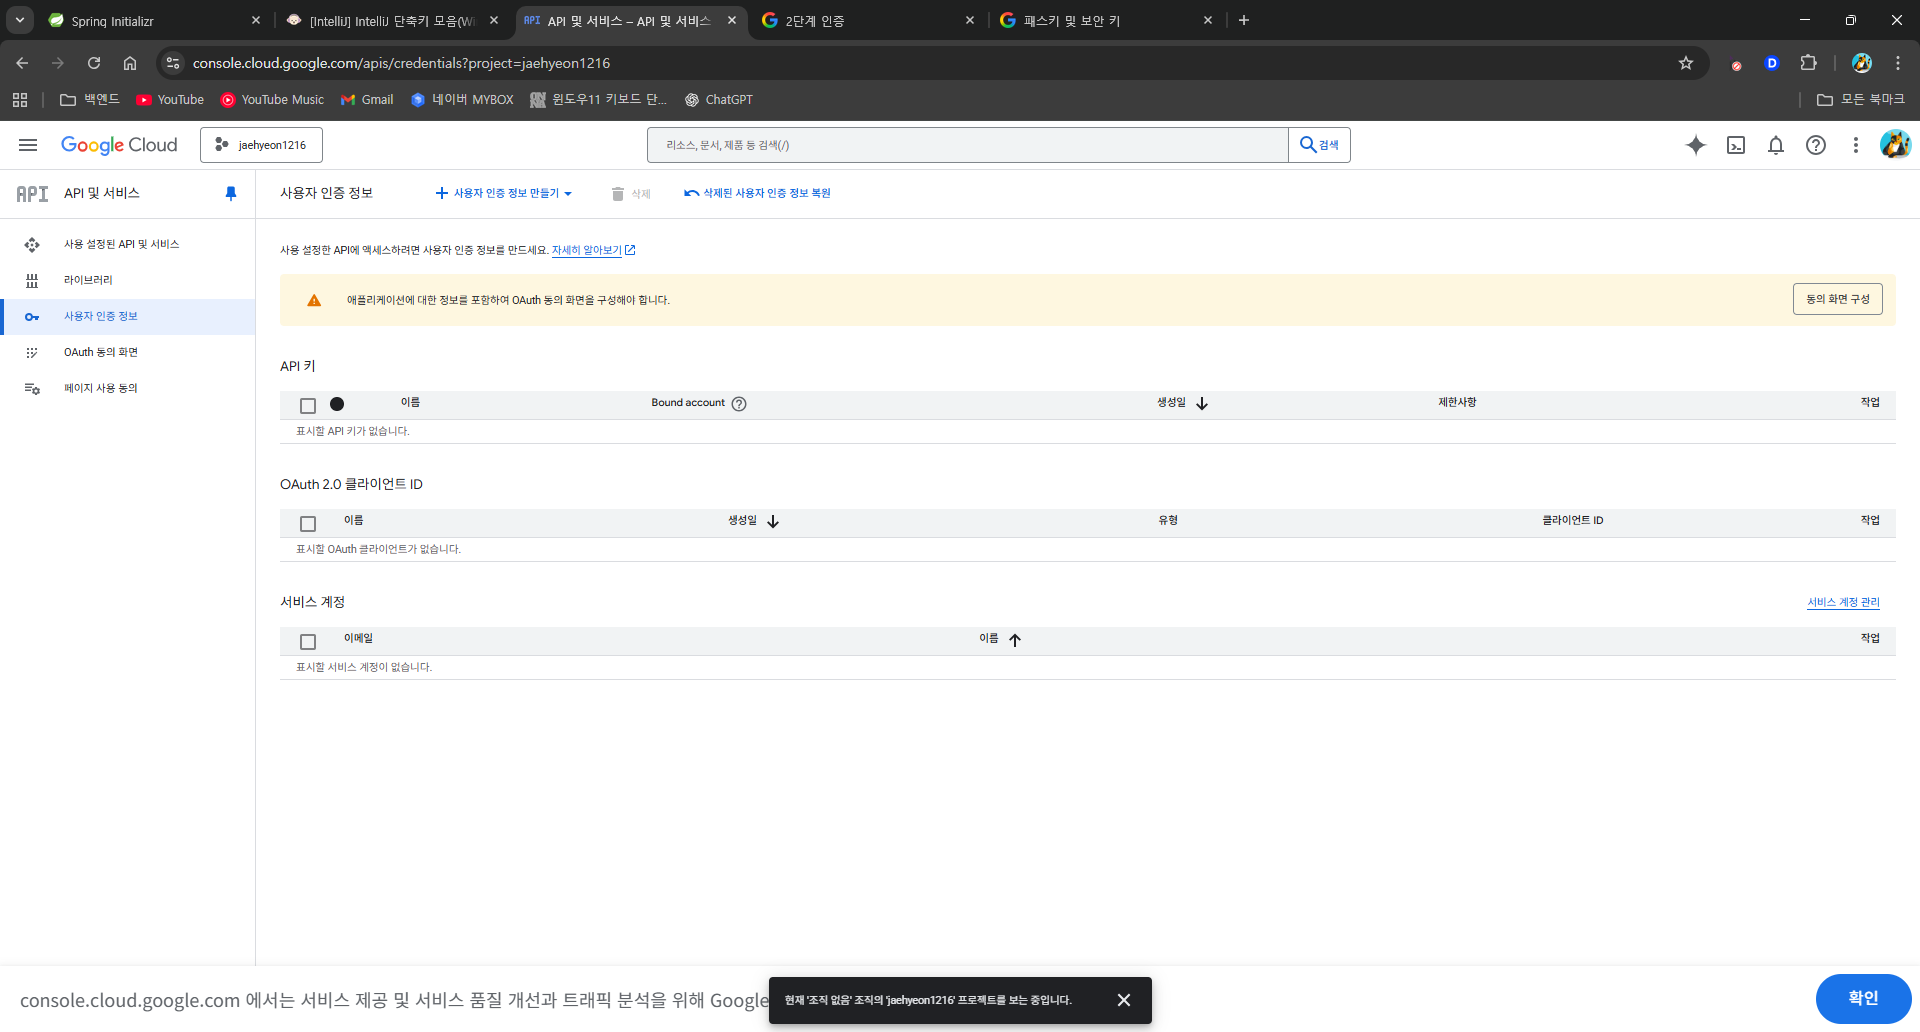 Spring Initializr
[IntelliJ] IntelliJ 단축키 모음(Wi
API 및 서비스 – API 및 서비스
2단계 인증
패스키 및 보안 키
console.cloud.google.com/apis/credentials?project=jaehyeon1216
D
백엔드
YouTube
YouTube Music
Gmail
네이버 MYBOX
윈도우11 키보드 단...
ChatGPT
모든 북마크
Google Cloud
jaehyeon1216
리소스, 문서, 제품 등 검색(/)
검색
API
API 및 서비스
사용자 인증 정보
사용자 인증 정보 만들기
삭제
삭제된 사용자 인증 정보 복원
사용 설정된 API 및 서비스
라이브러리
사용자 인증 정보
OAuth 동의 화면
페이지 사용 동의
사용 설정한 API에 액세스하려면 사용자 인증 정보를 만드세요. 자세히 알아보기
애플리케이션에 대한 정보를 포함하여 OAuth 동의 화면을 구성해야 합니다.
동의 화면 구성
API 키
이름
Bound account
생성일
제한사항
작업
표시할 API 키가 없습니다.
OAuth 2.0 클라이언트 ID
이름
생성일
유형
클라이언트 ID
작업
표시할 OAuth 클라이언트가 없습니다.
서비스 계정
서비스 계정 관리
이메일
이름
작업
표시할 서비스 계정이 없습니다.
console.cloud.google.com 에서는 서비스 제공 및 서비스 품질 개선과 트래픽 분석을 위해 Google
현재 '조직 없음' 조직의 'jaehyeon1216' 프로젝트를 보는 중입니다.
확인